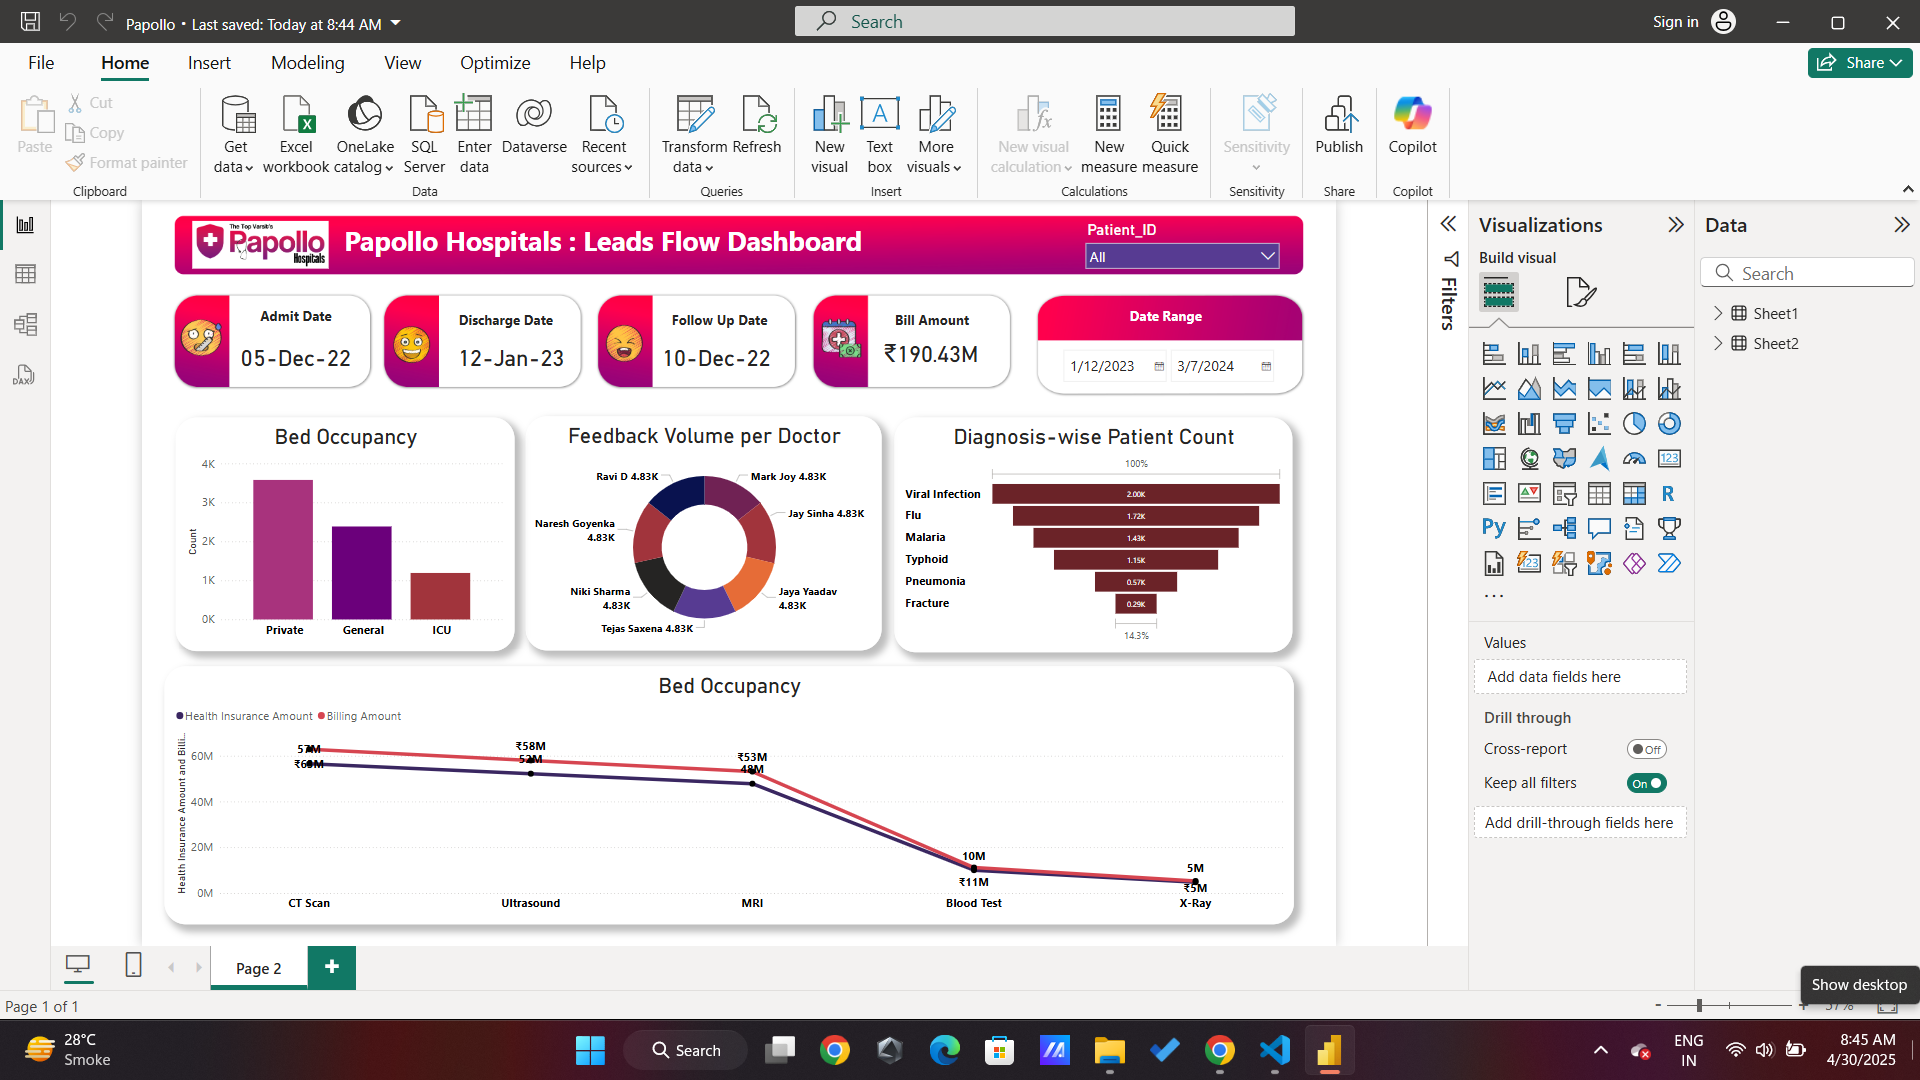 Papollo • Last saved: Today at 8:44 AM
Search
Sign in
File Home Insert Modeling View Optimize Help
Share
Paste
Cut
Copy
Format painter
Clipboard
Get data
Excel workbook
OneLake catalog
SQL Server
Enter data
Dataverse
Recent sources
Data
Transform data
Refresh
Queries
New visual
Text box
More visuals
Insert
New visual calculation
New measure
Quick measure
Calculations
Sensitivity
Sensitivity
Publish
Share
Copilot
Copilot
The Top Varsit's
Papollo
Hospitals
Papollo Hospitals : Leads Flow Dashboard
Patient_ID
All
Admit Date
05-Dec-22
Discharge Date
12-Jan-23
Follow Up Date
10-Dec-22
Bill Amount
₹190.43M
Date Range
1/12/2023
3/7/2024
Bed Occupancy
Count
4K
3K
2K
1K
0K
Private General ICU
Feedback Volume per Doctor
Ravi D 4.83K
Mark Joy 4.83K
Naresh Goyenka
4.83K
Jay Sinha 4.83K
Niki Sharma
4.83K
Jaya Yaadav
4.83K
Tejas Saxena 4.83K
Diagnosis-wise Patient Count
100%
Viral Infection 2.00K
Flu 1.72K
Malaria 1.43K
Typhoid 1.15K
Pneumonia 0.57K
Fracture 0.29K
14.3%
Bed Occupancy
Health Insurance Amount Billing Amount
Health Insurance Amount and Billi...
60M
40M
20M
0M
57M
₹63M
₹58M
52M
₹53M
48M
10M
₹11M
5M
₹5M
CT Scan Ultrasound MRI Blood Test X-Ray
Filters
Visualizations
Build visual
123
R
Py
123
...
Values
Add data fields here
Drill through
Cross-report
Off
Keep all filters
On
Add drill-through fields here
Data
Search
Sheet1
Sheet2
DAX
Page 2
+
Page 1 of 1
- + 57%
Show desktop
28°C
Smoke
Search
ENG
IN
8:45 AM
4/30/2025